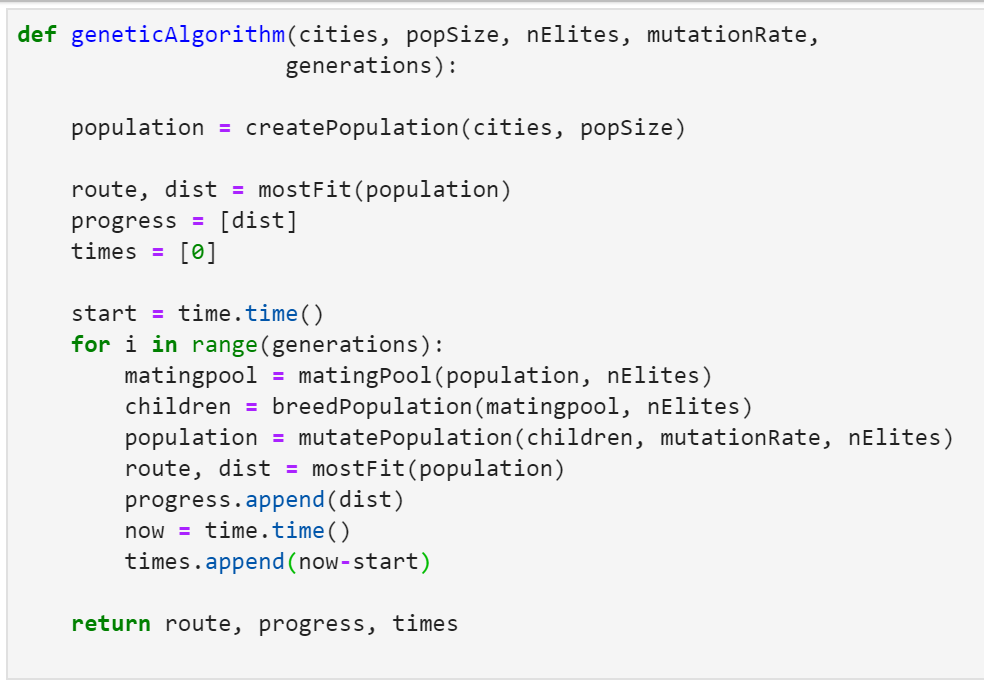 def geneticAlgorithm(cities, popSize, nElites, mutationRate,
                    generations):

    population = createPopulation(cities, popSize)

    route, dist = mostFit(population)
    progress = [dist]
    times = [0]

    start = time.time()
    for i in range(generations):
        matingpool = matingPool(population, nElites)
        children = breedPopulation(matingpool, nElites)
        population = mutatePopulation(children, mutationRate, nElites)
        route, dist = mostFit(population)
        progress.append(dist)
        now = time.time()
        times.append(now-start)

    return route, progress, times